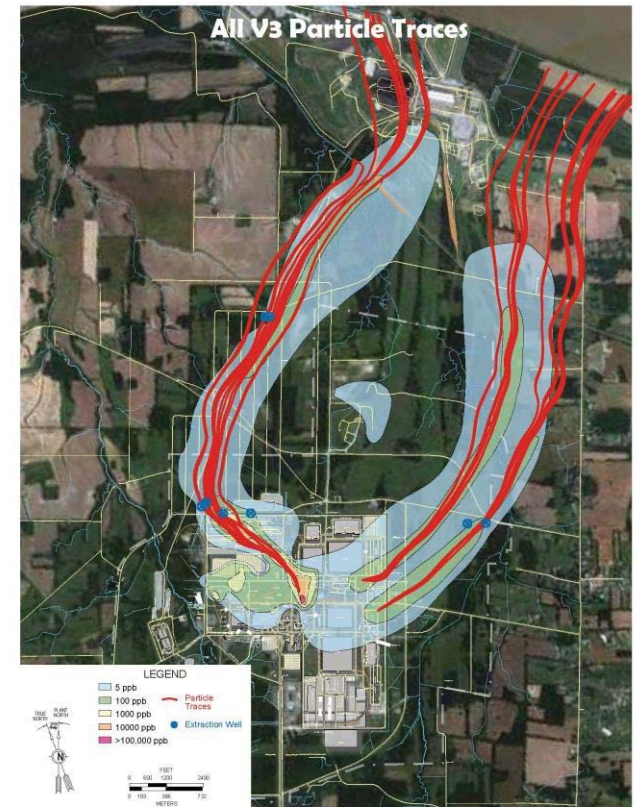 All V3 Particle Traces
LEGEND
5 ppb
100 ppb
1000 ppb
10000 ppb
>100,000 ppb
Particle
Traces
Extraction Well
TRUE
NORTH
PLANT
NORTH
N
FEET
0 600 1200 2400
METERS